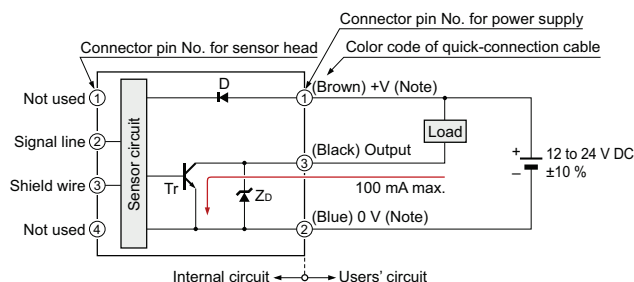 Connector pin No. for power supply
Connector pin No. for sensor head
Color code of quick-connection cable
Not used 1
D
1 (Brown) +V (Note)
Signal line 2
Sensor circuit
Load
3 (Black) Output
+
–
12 to 24 V DC
±10 %
Shield wire 3
Tr
ZD
100 mA max.
Not used 4
2 (Blue) 0 V (Note)
Internal circuit
Users' circuit